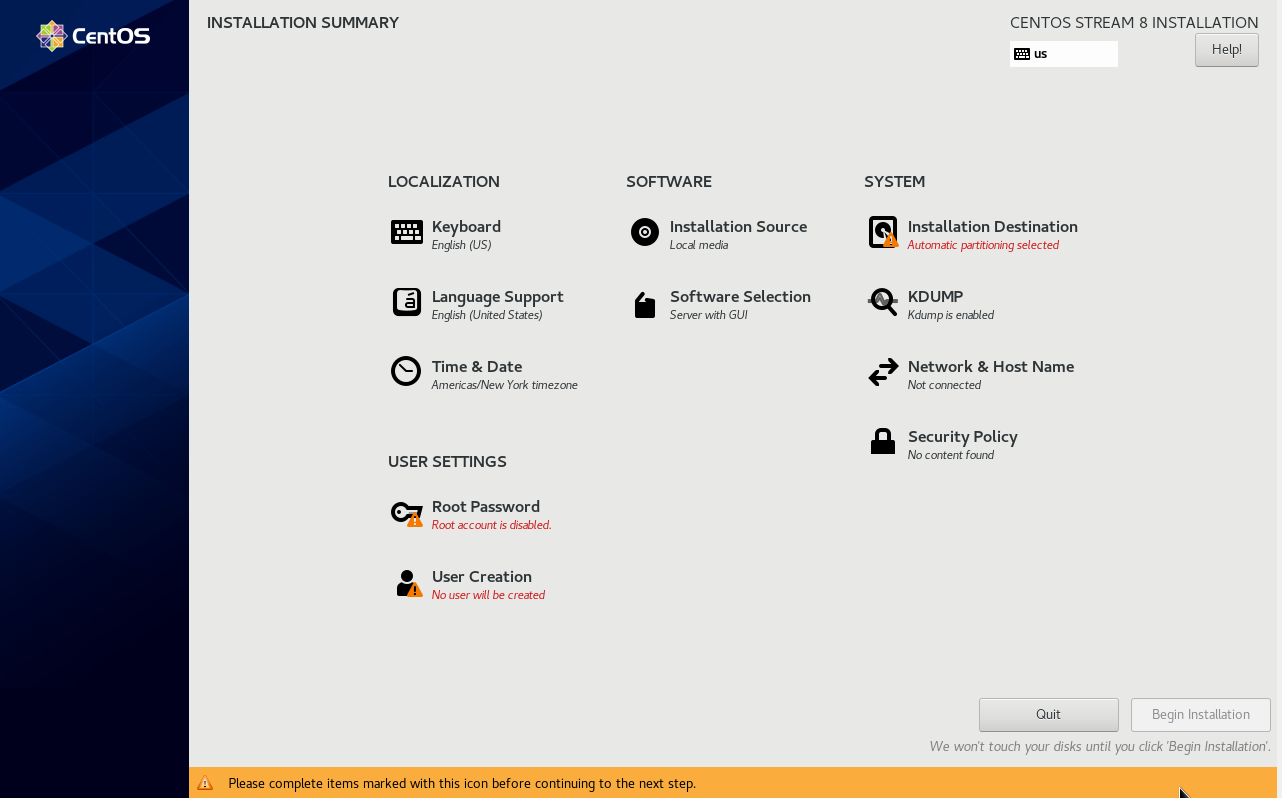 CentOS
INSTALLATION SUMMARY
CENTOS STREAM 8 INSTALLATION
us
Help!
LOCALIZATION
Keyboard
English (US)
Language Support
English (United States)
Time & Date
Americas/New York timezone
SOFTWARE
Installation Source
Local media
Software Selection
Server with GUI
SYSTEM
Installation Destination
Automatic partitioning selected
KDUMP
Kdump is enabled
Network & Host Name
Not connected
Security Policy
No content found
USER SETTINGS
Root Password
Root account is disabled.
User Creation
No user will be created
Quit
Begin Installation
We won't touch your disks until you click 'Begin Installation'.
Please complete items marked with this icon before continuing to the next step.